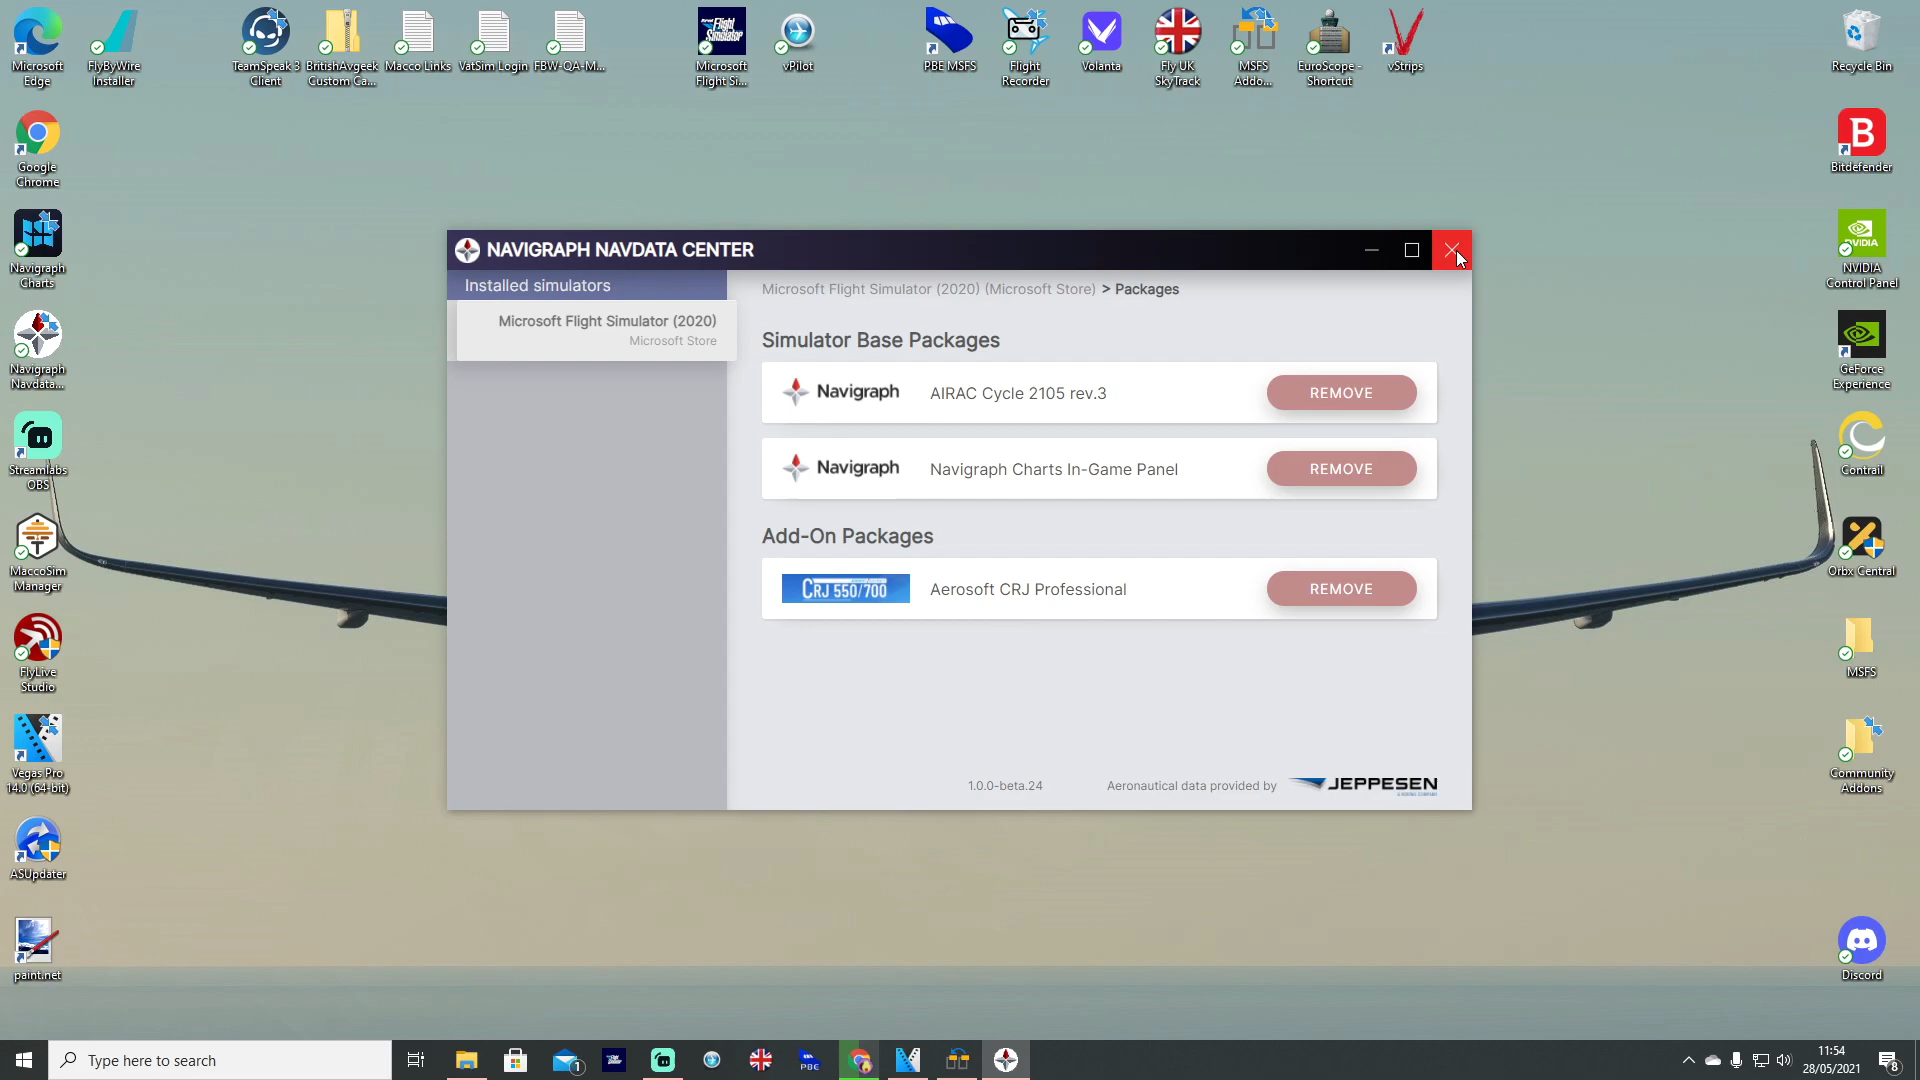 Microsoft
Edge
FlyByWire
Installer
TeamSpeak 3
Client
BritishAvgeek
Custom Ca...
Macco Links
VatSim Login
FBW-QA-M...
Microsoft
Flight Si...
vPilot
PBE MSFS
Flight
Recorder
Volanta
Fly UK
SkyTrack
MSFS
Addo...
EuroScope -
Shortcut
vStrips
Recycle Bin
Google
Chrome
Bitdefender
Navigraph
Charts
NVIDIA
Control Panel
Navigraph
Navdata...
GeForce
Experience
Streamlabs
OBS
Contrail
MaccoSim
Manager
Orbx Central
FlyLive
Studio
MSFS
Vegas Pro
14.0 (64-bit)
Community
Addons
ASUpdater
paint.net
Discord
NAVIGRAPH NAVDATA CENTER
Installed simulators
Microsoft Flight Simulator (2020)
Microsoft Store
Microsoft Flight Simulator (2020) (Microsoft Store) > Packages
Simulator Base Packages
Navigraph AIRAC Cycle 2105 rev.3 REMOVE
Navigraph Navigraph Charts In-Game Panel REMOVE
Add-On Packages
CRJ 550/700 Aerosoft CRJ Professional REMOVE
1.0.0-beta.24 Aeronautical data provided by JEPPESEN
Type here to search
1
PBE
11:54
28/05/2021
8